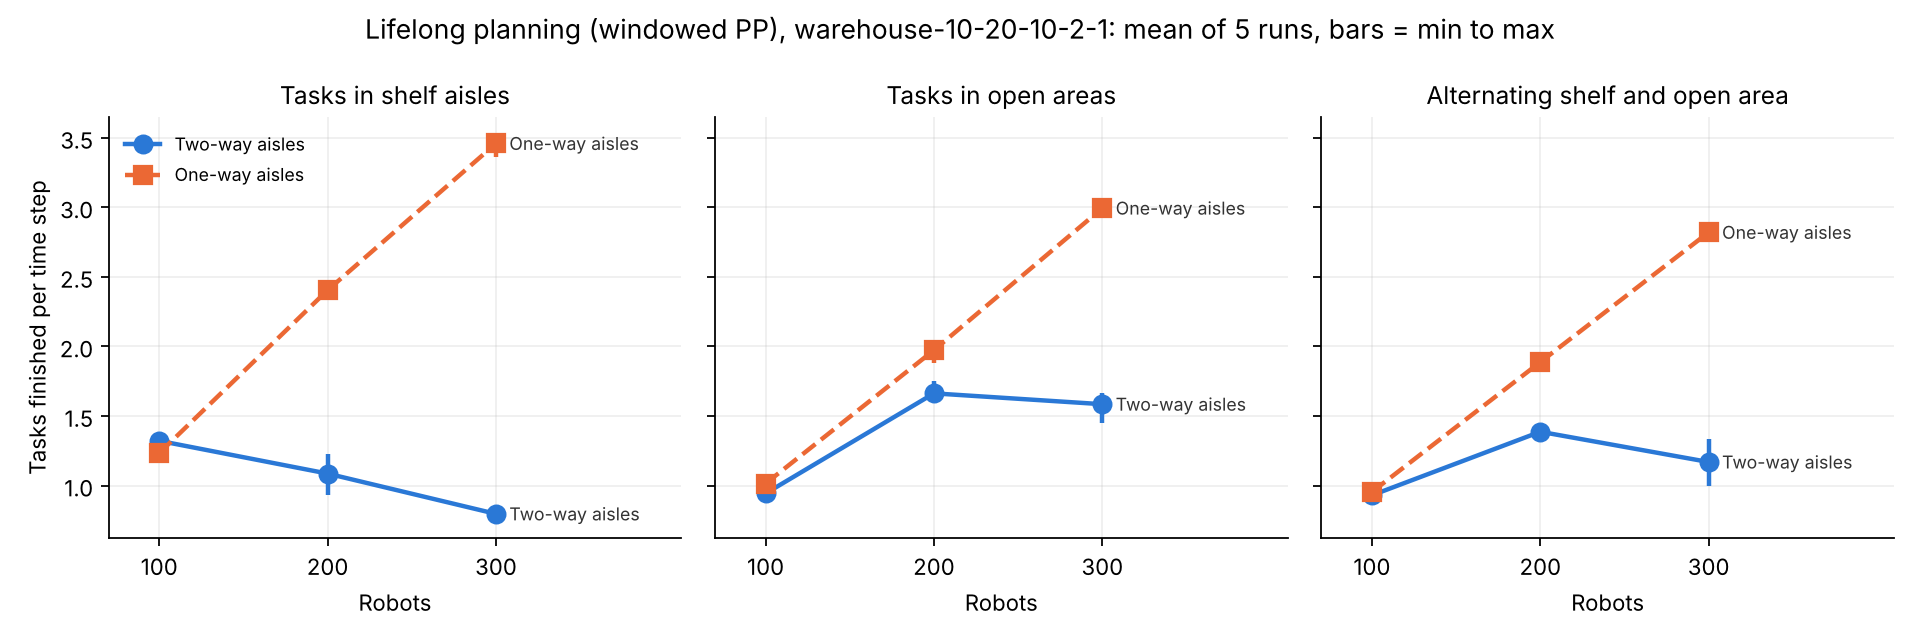 Lifelong planning (windowed PP), warehouse-10-20-10-2-1: mean of 5 runs, bars = min to max
Tasks in shelf aisles
Tasks finished per time step
3.5
3.0
2.5
2.0
1.5
1.0
Two-way aisles
One-way aisles
One-way aisles
Two-way aisles
100
200
300
Robots
Tasks in open areas
One-way aisles
Two-way aisles
100
200
300
Robots
Alternating shelf and open area
One-way aisles
Two-way aisles
100
200
300
Robots